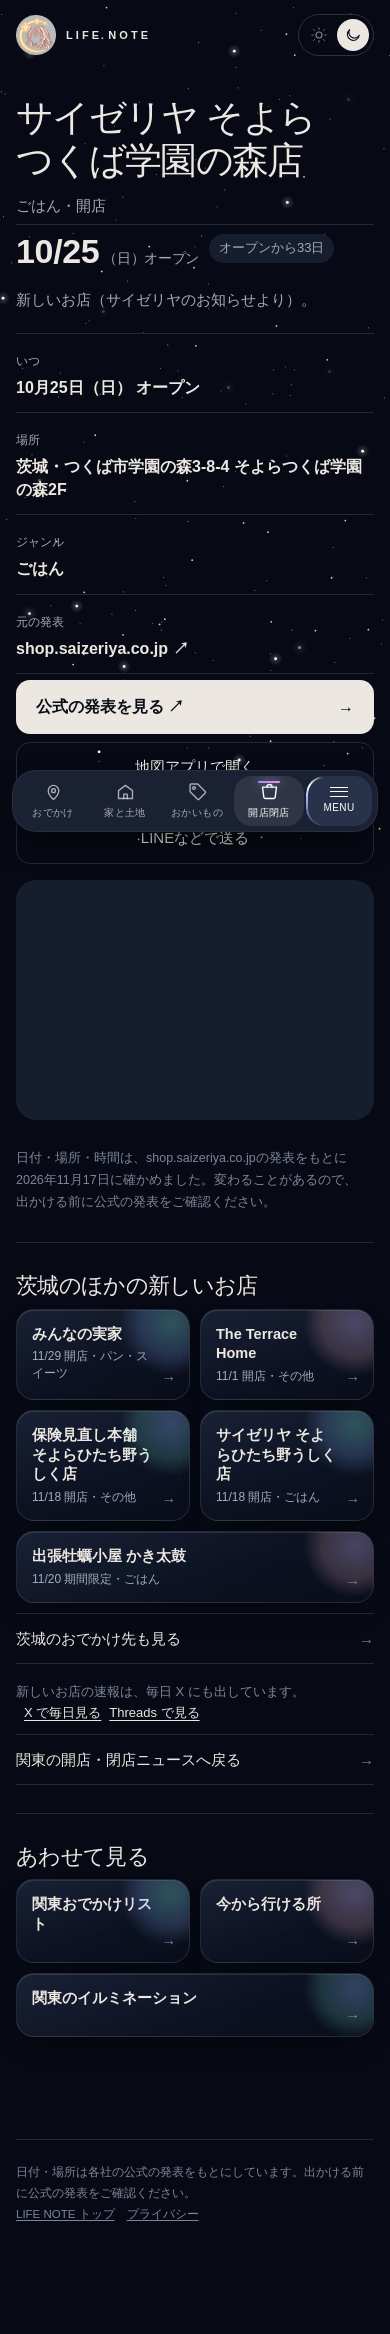 LIFE.NOTE
サイゼリヤ そよら
つくば学園の森店
ごはん・開店
10/25（日）オープン オープンから33日
新しいお店（サイゼリヤのお知らせより）。
いつ
10月25日（日） オープン
場所
茨城・つくば市学園の森3-8-4 そよらつくば学園
の森2F
ジャンル
ごはん
元の発表
shop.saizeriya.co.jp ↗
公式の発表を見る ↗ →
地図アプリで開く
おでかけ 家と土地 おかいもの 開店閉店 MENU
LINEなどで送る
日付・場所・時間は、shop.saizeriya.co.jpの発表をもとに
2026年11月17日に確かめました。変わることがあるので、
出かける前に公式の発表をご確認ください。
茨城のほかの新しいお店
みんなの実家
11/29 開店・パン・ス
イーツ →
The Terrace
Home
11/1 開店・その他 →
保険見直し本舗
そよらひたち野う
しく店
11/18 開店・その他 →
サイゼリヤ そよ
らひたち野うしく
店
11/18 開店・ごはん →
出張牡蠣小屋 かき太鼓
11/20 期間限定・ごはん →
茨城のおでかけ先も見る →
新しいお店の速報は、毎日 X にも出しています。
X で毎日見る Threads で見る
関東の開店・閉店ニュースへ戻る →
あわせて見る
関東おでかけリス
ト →
今から行ける所 →
関東のイルミネーション →
日付・場所は各社の公式の発表をもとにしています。出かける前
に公式の発表をご確認ください。
LIFE NOTE トップ プライバシー